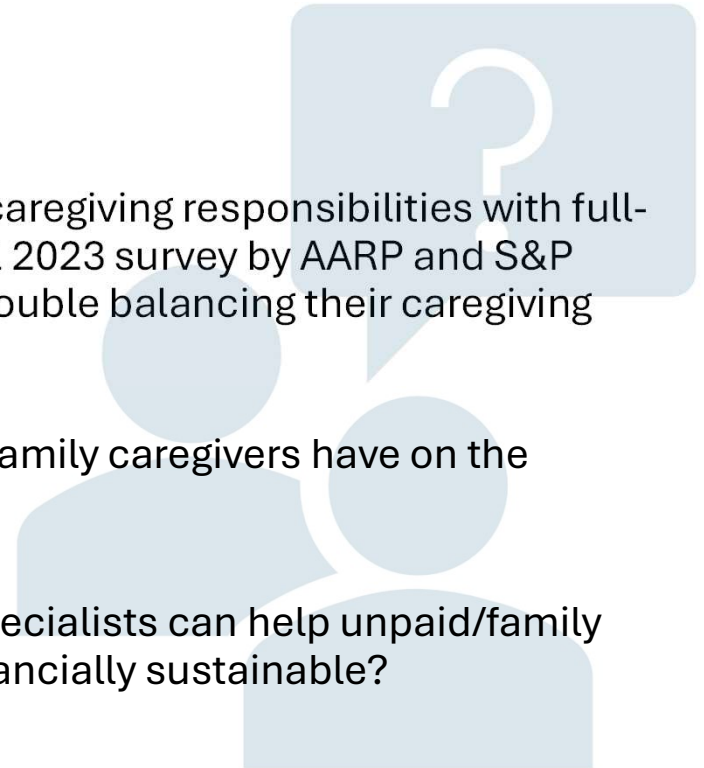 caregiving responsibilities with full-
2023 survey by AARP and S&P
ouble balancing their caregiving
amily caregivers have on the
ecialists can help unpaid/family
ancially sustainable?